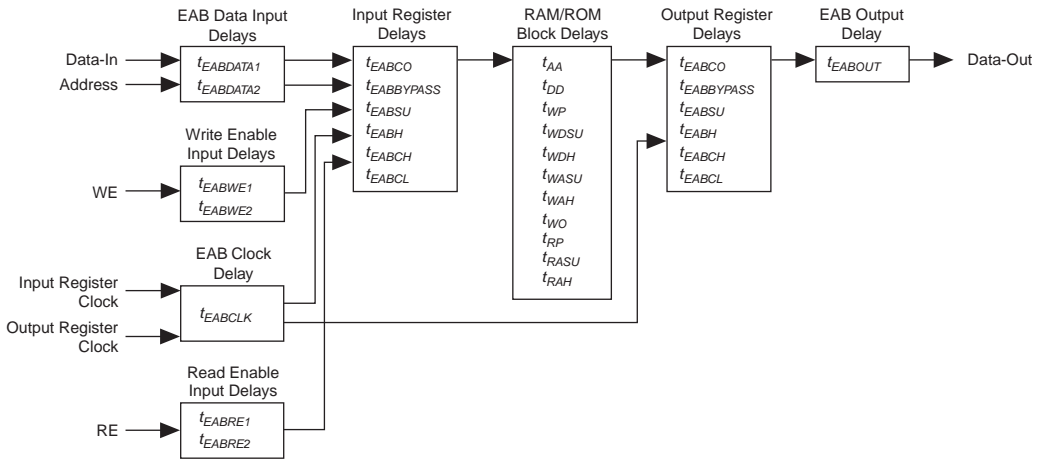 EAB Data Input
Delays
Data-In
Address
tEABDATA1
tEABDATA2
Write Enable
Input Delays
WE
tEABWE1
tEABWE2
EAB Clock
Delay
Input Register
Clock
Output Register
Clock
tEABCLK
Read Enable
Input Delays
RE
tEABRE1
tEABRE2
Input Register
Delays
tEABCO
tEABBYPASS
tEABSU
tEABH
tEABCH
tEABCL
RAM/ROM
Block Delays
tAA
tDD
tWP
tWDSU
tWDH
tWASU
tWAH
tWO
tRP
tRASU
tRAH
Output Register
Delays
tEABCO
tEABBYPASS
tEABSU
tEABH
tEABCH
tEABCL
EAB Output
Delay
tEABOUT
Data-Out